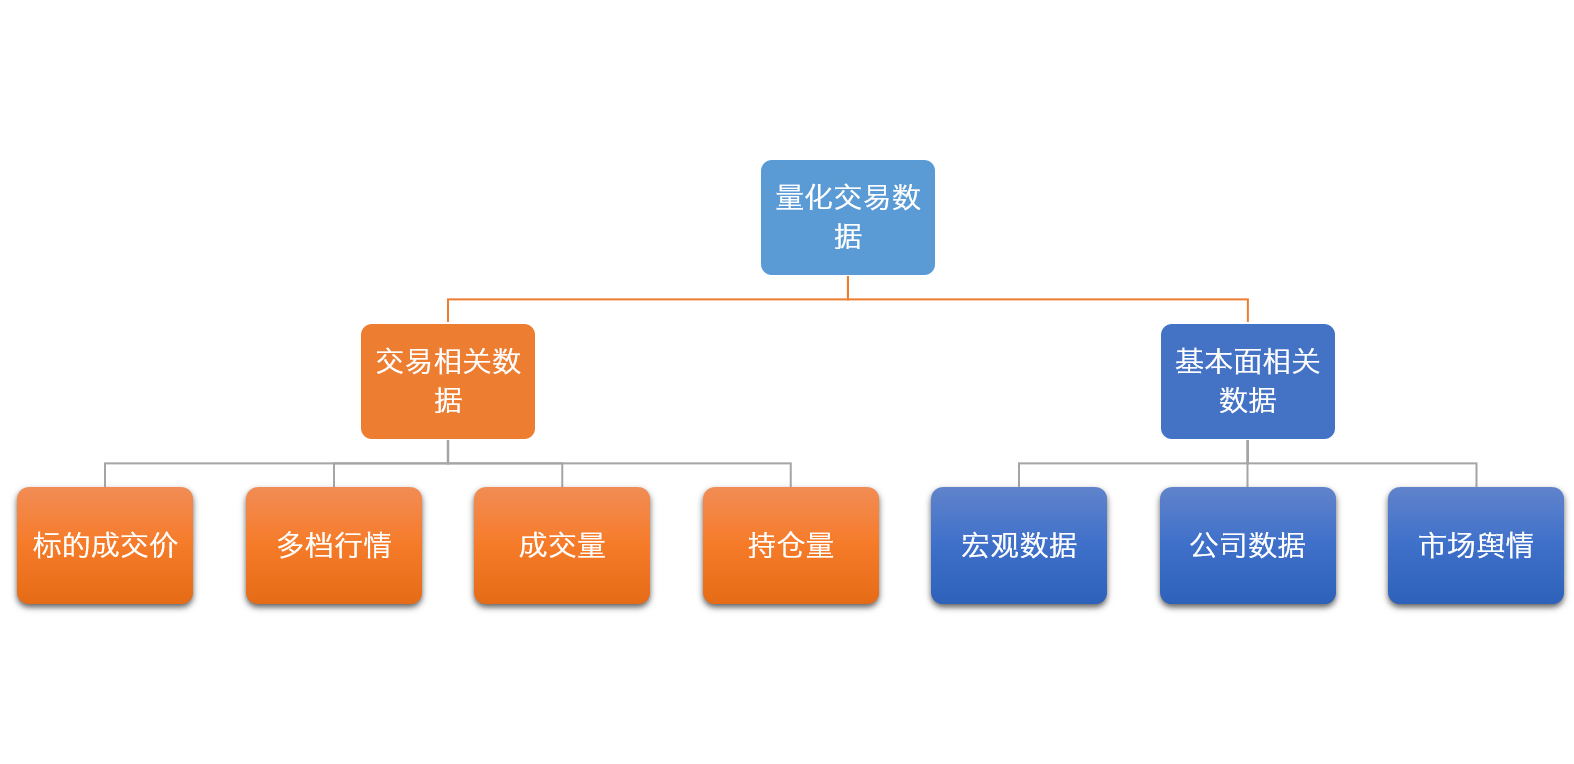 量化交易数
据
交易相关数
据
基本面相关
数据
标的成交价
多档行情
成交量
持仓量
宏观数据
公司数据
市场舆情